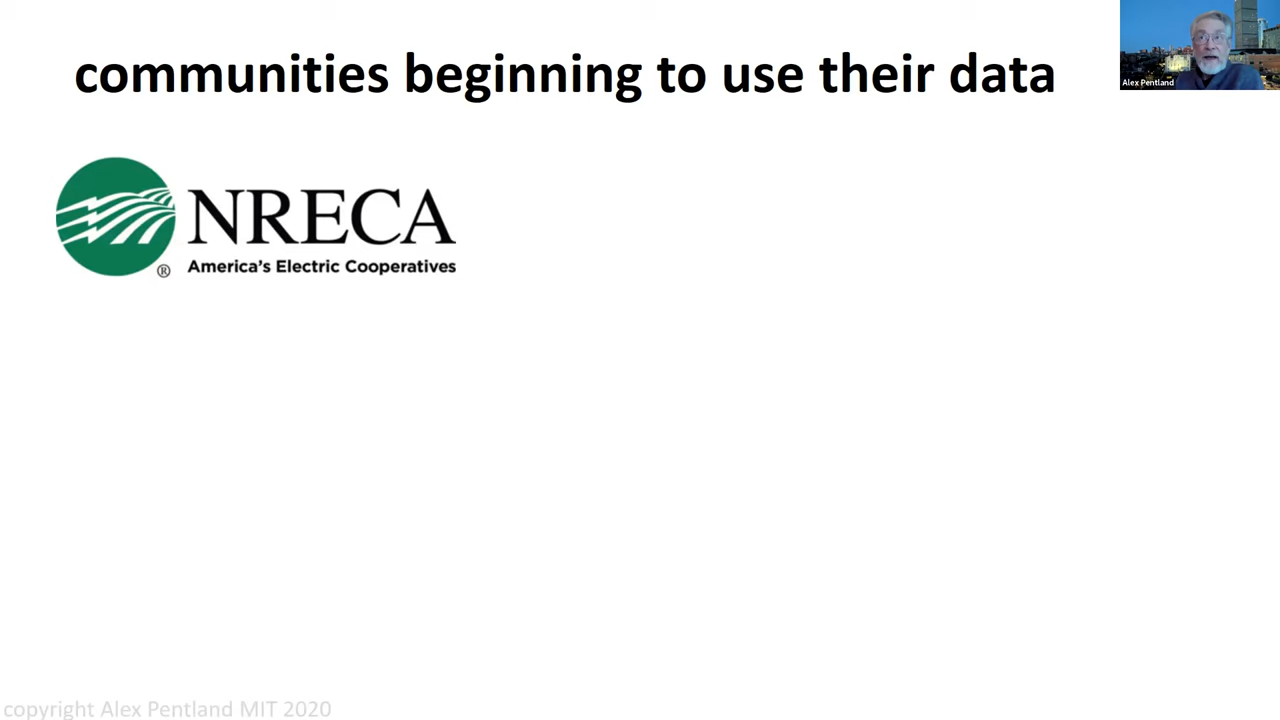 communities beginning to use their data
Alex Pentland
NRECA
®
America's Electric Cooperatives
copyright Alex Pentland MIT 2020